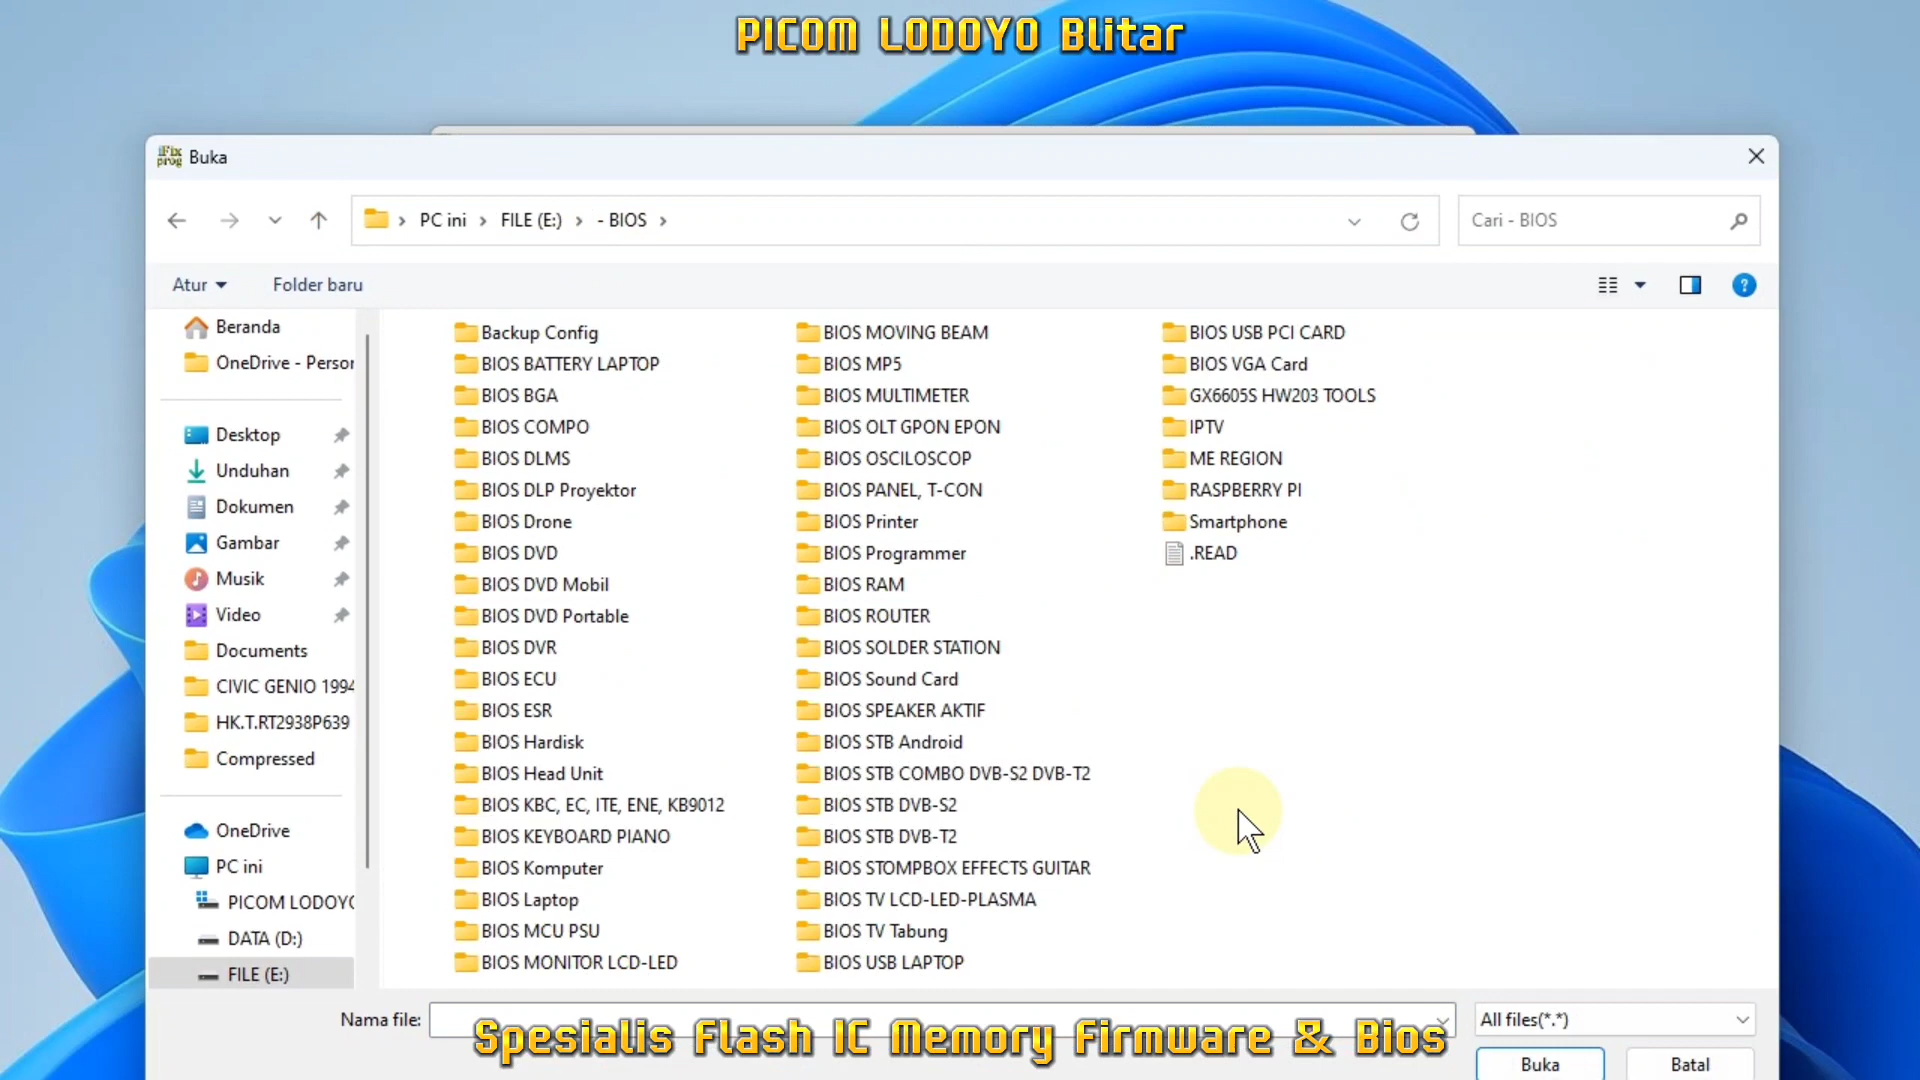 PICOM LODOYO Blitar
iFix prog Buka
PC ini FILE (E:) - BIOS
Cari - BIOS
Atur Folder baru
Beranda
OneDrive - Person
Desktop
Unduhan
Dokumen
Gambar
Musik
Video
Documents
CIVIC GENIO 1994
HK.T.RT2938P639
Compressed
OneDrive
PC ini
PICOM LODOYO
DATA (D:)
FILE (E:)
Backup Config
BIOS BATTERY LAPTOP
BIOS BGA
BIOS COMPO
BIOS DLMS
BIOS DLP Proyektor
BIOS Drone
BIOS DVD
BIOS DVD Mobil
BIOS DVD Portable
BIOS DVR
BIOS ECU
BIOS ESR
BIOS Hardisk
BIOS Head Unit
BIOS KBC, EC, ITE, ENE, KB9012
BIOS KEYBOARD PIANO
BIOS Komputer
BIOS Laptop
BIOS MCU PSU
BIOS MONITOR LCD-LED
BIOS MOVING BEAM
BIOS MP5
BIOS MULTIMETER
BIOS OLT GPON EPON
BIOS OSCILOSCOP
BIOS PANEL, T-CON
BIOS Printer
BIOS Programmer
BIOS RAM
BIOS ROUTER
BIOS SOLDER STATION
BIOS Sound Card
BIOS SPEAKER AKTIF
BIOS STB Android
BIOS STB COMBO DVB-S2 DVB-T2
BIOS STB DVB-S2
BIOS STB DVB-T2
BIOS STOMPBOX EFFECTS GUITAR
BIOS TV LCD-LED-PLASMA
BIOS TV Tabung
BIOS USB LAPTOP
BIOS USB PCI CARD
BIOS VGA Card
GX6605S HW203 TOOLS
IPTV
ME REGION
RASPBERRY PI
Smartphone
.READ
Nama file:
All files(*.*)
Spesialis Flash IC Memory Firmware & Bios
Buka Batal